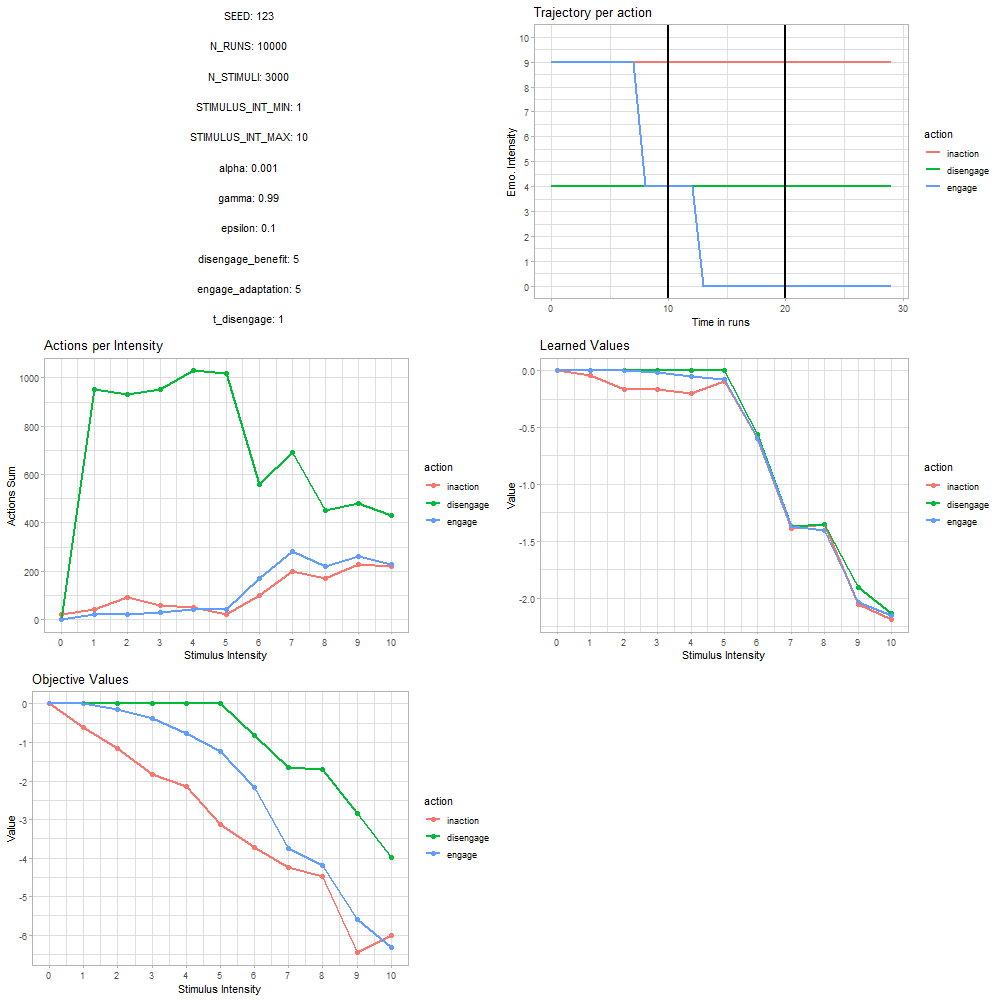 SEED: 123
N_RUNS: 10000
N_STIMULI: 3000
STIMULUS_INT_MIN: 1
STIMULUS_INT_MAX: 10
alpha: 0.001
gamma: 0.99
epsilon: 0.1
disengage_benefit: 5
engage_adaptation: 5
t_disengage: 1
Trajectory per action
Emo. Intensity
10
9
8
7
6
5
4
3
2
1
0
0 10 20 30
Time in runs
action
inaction
disengage
engage
Actions per Intensity
Actions Sum
1000
800
600
400
200
0
0 1 2 3 4 5 6 7 8 9 10
Stimulus Intensity
action
inaction
disengage
engage
Learned Values
Value
0.0
-0.5
-1.0
-1.5
-2.0
0 1 2 3 4 5 6 7 8 9 10
Stimulus Intensity
action
inaction
disengage
engage
Objective Values
Value
0
-1
-2
-3
-4
-5
-6
0 1 2 3 4 5 6 7 8 9 10
Stimulus Intensity
action
inaction
disengage
engage